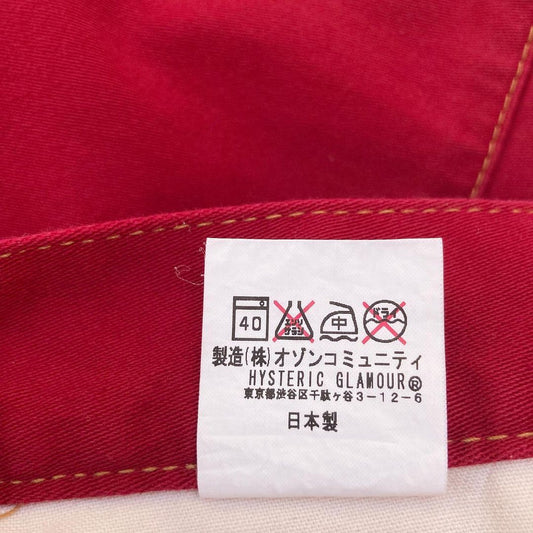 40 エンソ サラシ 中 ドライ
製造(株)オゾンコミュニティ
HYSTERIC GLAMOUR®
東京都渋谷区千駄ヶ谷3-12-6
日本製